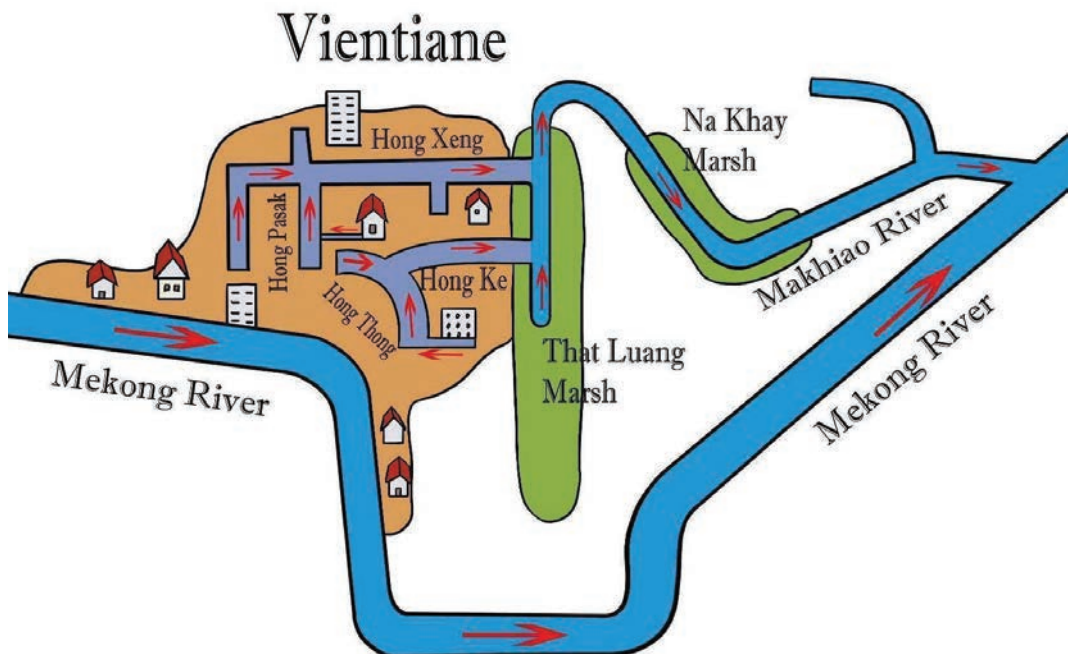 Vientiane
Hong Xeng
Na Khay
Marsh
Hong Pasak
Hong Ke
Hong Thong
Makhiao River
That Luang
Marsh
Mekong River
Mekong River